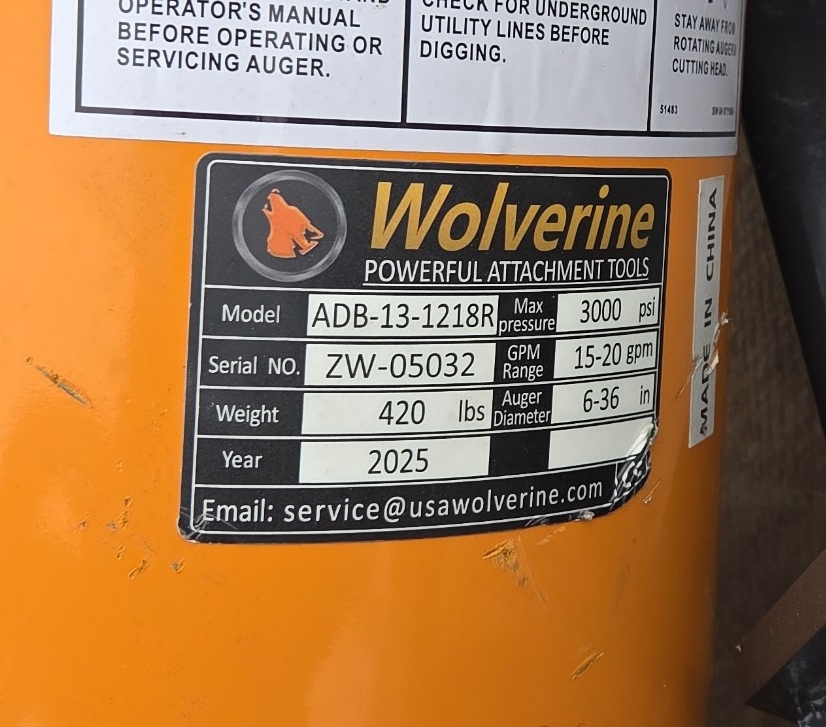 OPERATOR'S MANUAL
BEFORE OPERATING OR
SERVICING AUGER.
CHECK FOR UNDERGROUND
UTILITY LINES BEFORE
DIGGING.
STAY AWAY FROM
ROTATING AUGER
CUTTING HEAD.
51483
Wolverine
POWERFUL ATTACHMENT TOOLS
Model ADB-13-1218R Max pressure 3000 psi
Serial NO. ZW-05032 GPM Range 15-20 gpm
Weight 420 lbs Auger Diameter 6-36 in
Year 2025
Email: service@usawolverine.com
MADE IN CHINA